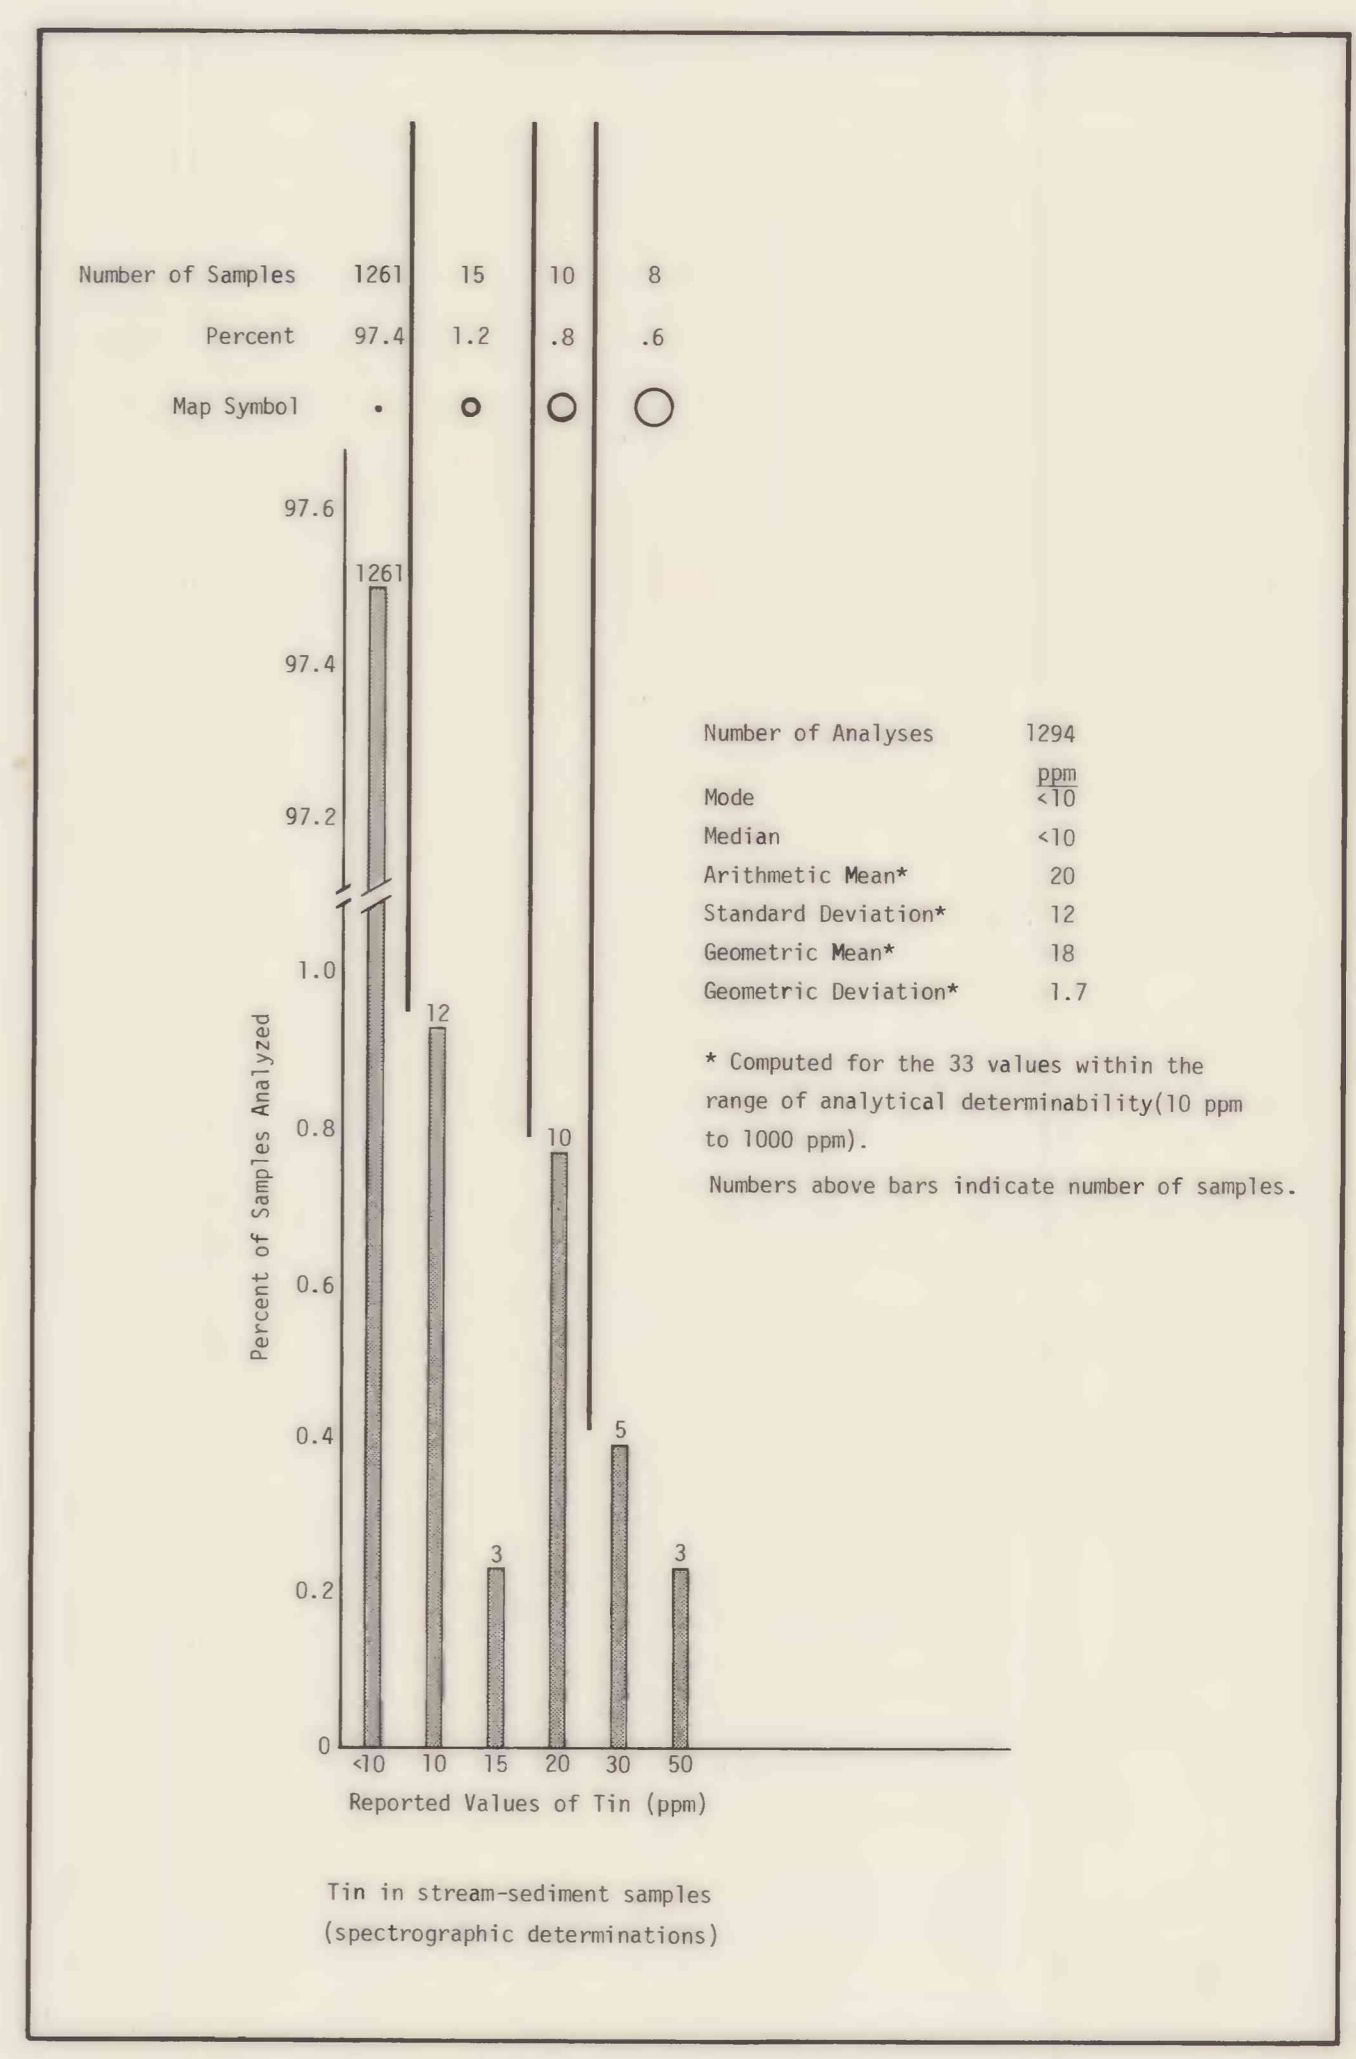 Number of Samples 1261 15 10 8
Percent 97.4 1.2 .8 .6
Map Symbol
97.6
1261
97.4
97.2
1.0
12
0.8
10
0.6
0.4
5
3
3
0.2
0
Percent of Samples Analyzed
<10 10 15 20 30 50
Reported Values of Tin (ppm)
Number of Analyses 1294
ppm
Mode <10
Median <10
Arithmetic Mean* 20
Standard Deviation* 12
Geometric Mean* 18
Geometric Deviation* 1.7
* Computed for the 33 values within the
range of analytical determinability(10 ppm
to 1000 ppm).
Numbers above bars indicate number of samples.
Tin in stream-sediment samples
(spectrographic determinations)